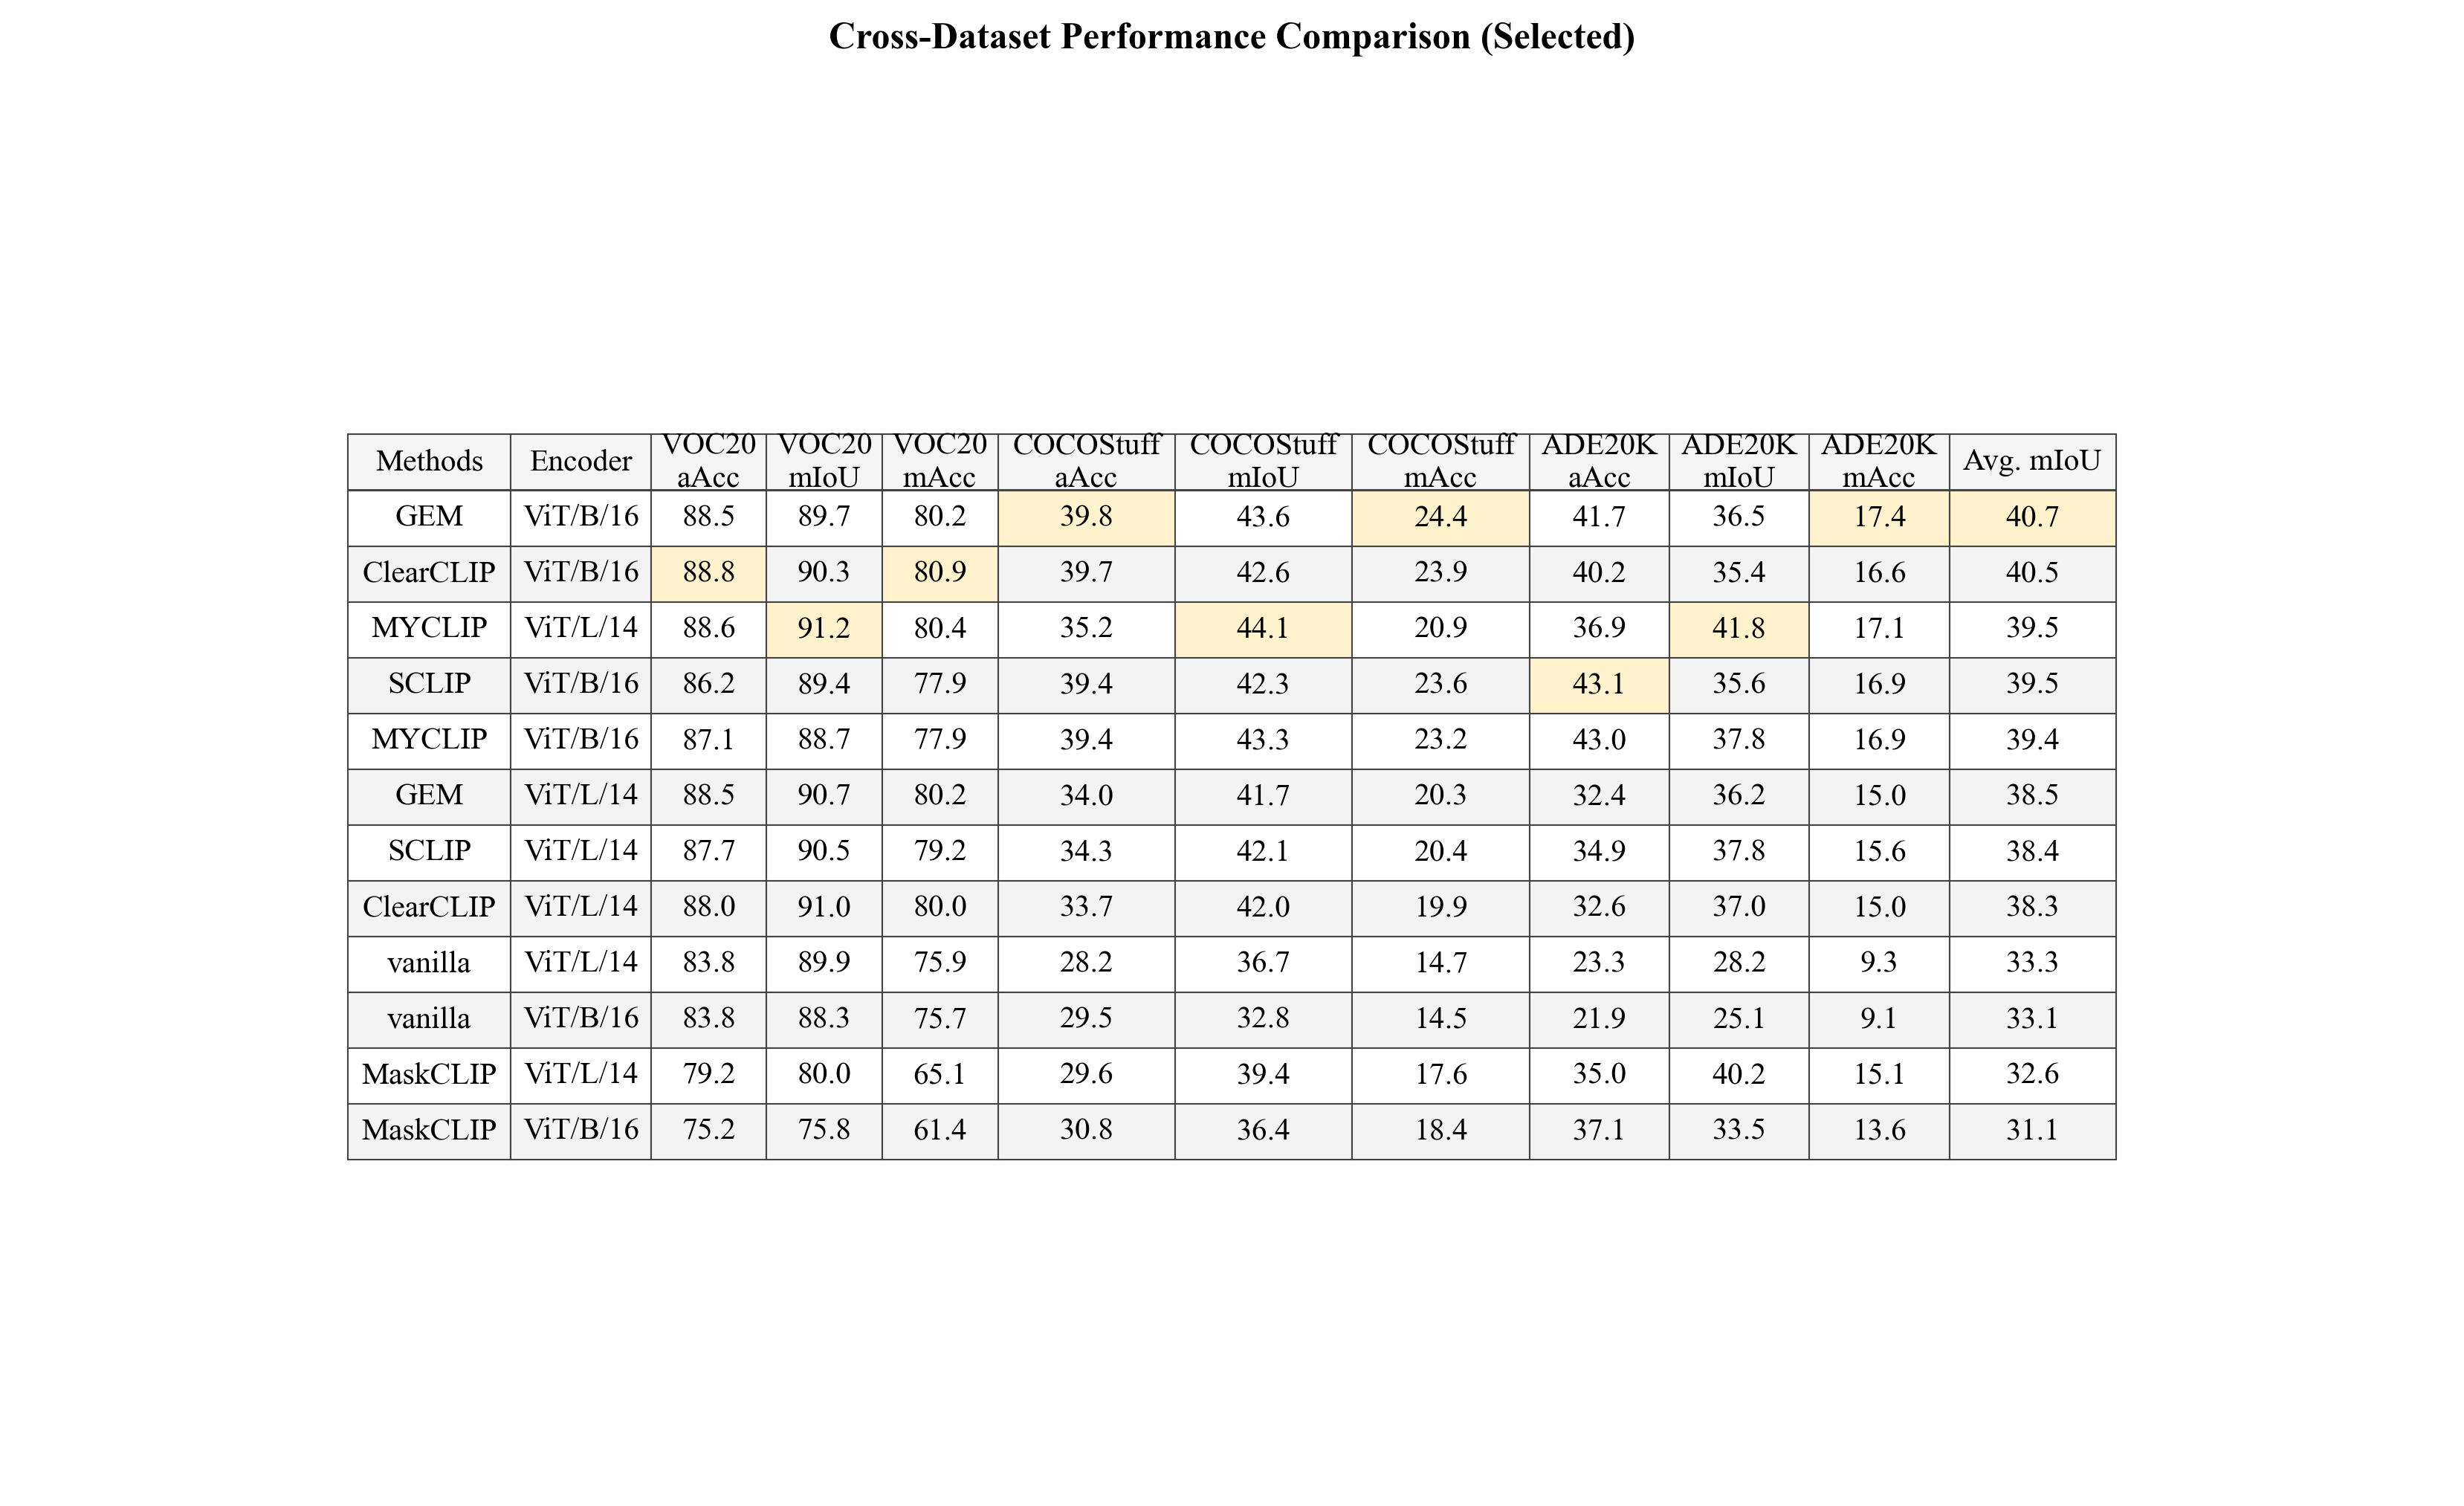 Cross-Dataset Performance Comparison (Selected)
Methods Encoder VOC20 aAcc VOC20 mIoU VOC20 mAcc COCOStuff aAcc COCOStuff mIoU COCOStuff mAcc ADE20K aAcc ADE20K mIoU ADE20K mAcc Avg. mIoU
GEM ViT/B/16 88.5 89.7 80.2 39.8 43.6 24.4 41.7 36.5 17.4 40.7
ClearCLIP ViT/B/16 88.8 90.3 80.9 39.7 42.6 23.9 40.2 35.4 16.6 40.5
MYCLIP ViT/L/14 88.6 91.2 80.4 35.2 44.1 20.9 36.9 41.8 17.1 39.5
SCLIP ViT/B/16 86.2 89.4 77.9 39.4 42.3 23.6 43.1 35.6 16.9 39.5
MYCLIP ViT/B/16 87.1 88.7 77.9 39.4 43.3 23.2 43.0 37.8 16.9 39.4
GEM ViT/L/14 88.5 90.7 80.2 34.0 41.7 20.3 32.4 36.2 15.0 38.5
SCLIP ViT/L/14 87.7 90.5 79.2 34.3 42.1 20.4 34.9 37.8 15.6 38.4
ClearCLIP ViT/L/14 88.0 91.0 80.0 33.7 42.0 19.9 32.6 37.0 15.0 38.3
vanilla ViT/L/14 83.8 89.9 75.9 28.2 36.7 14.7 23.3 28.2 9.3 33.3
vanilla ViT/B/16 83.8 88.3 75.7 29.5 32.8 14.5 21.9 25.1 9.1 33.1
MaskCLIP ViT/L/14 79.2 80.0 65.1 29.6 39.4 17.6 35.0 40.2 15.1 32.6
MaskCLIP ViT/B/16 75.2 75.8 61.4 30.8 36.4 18.4 37.1 33.5 13.6 31.1